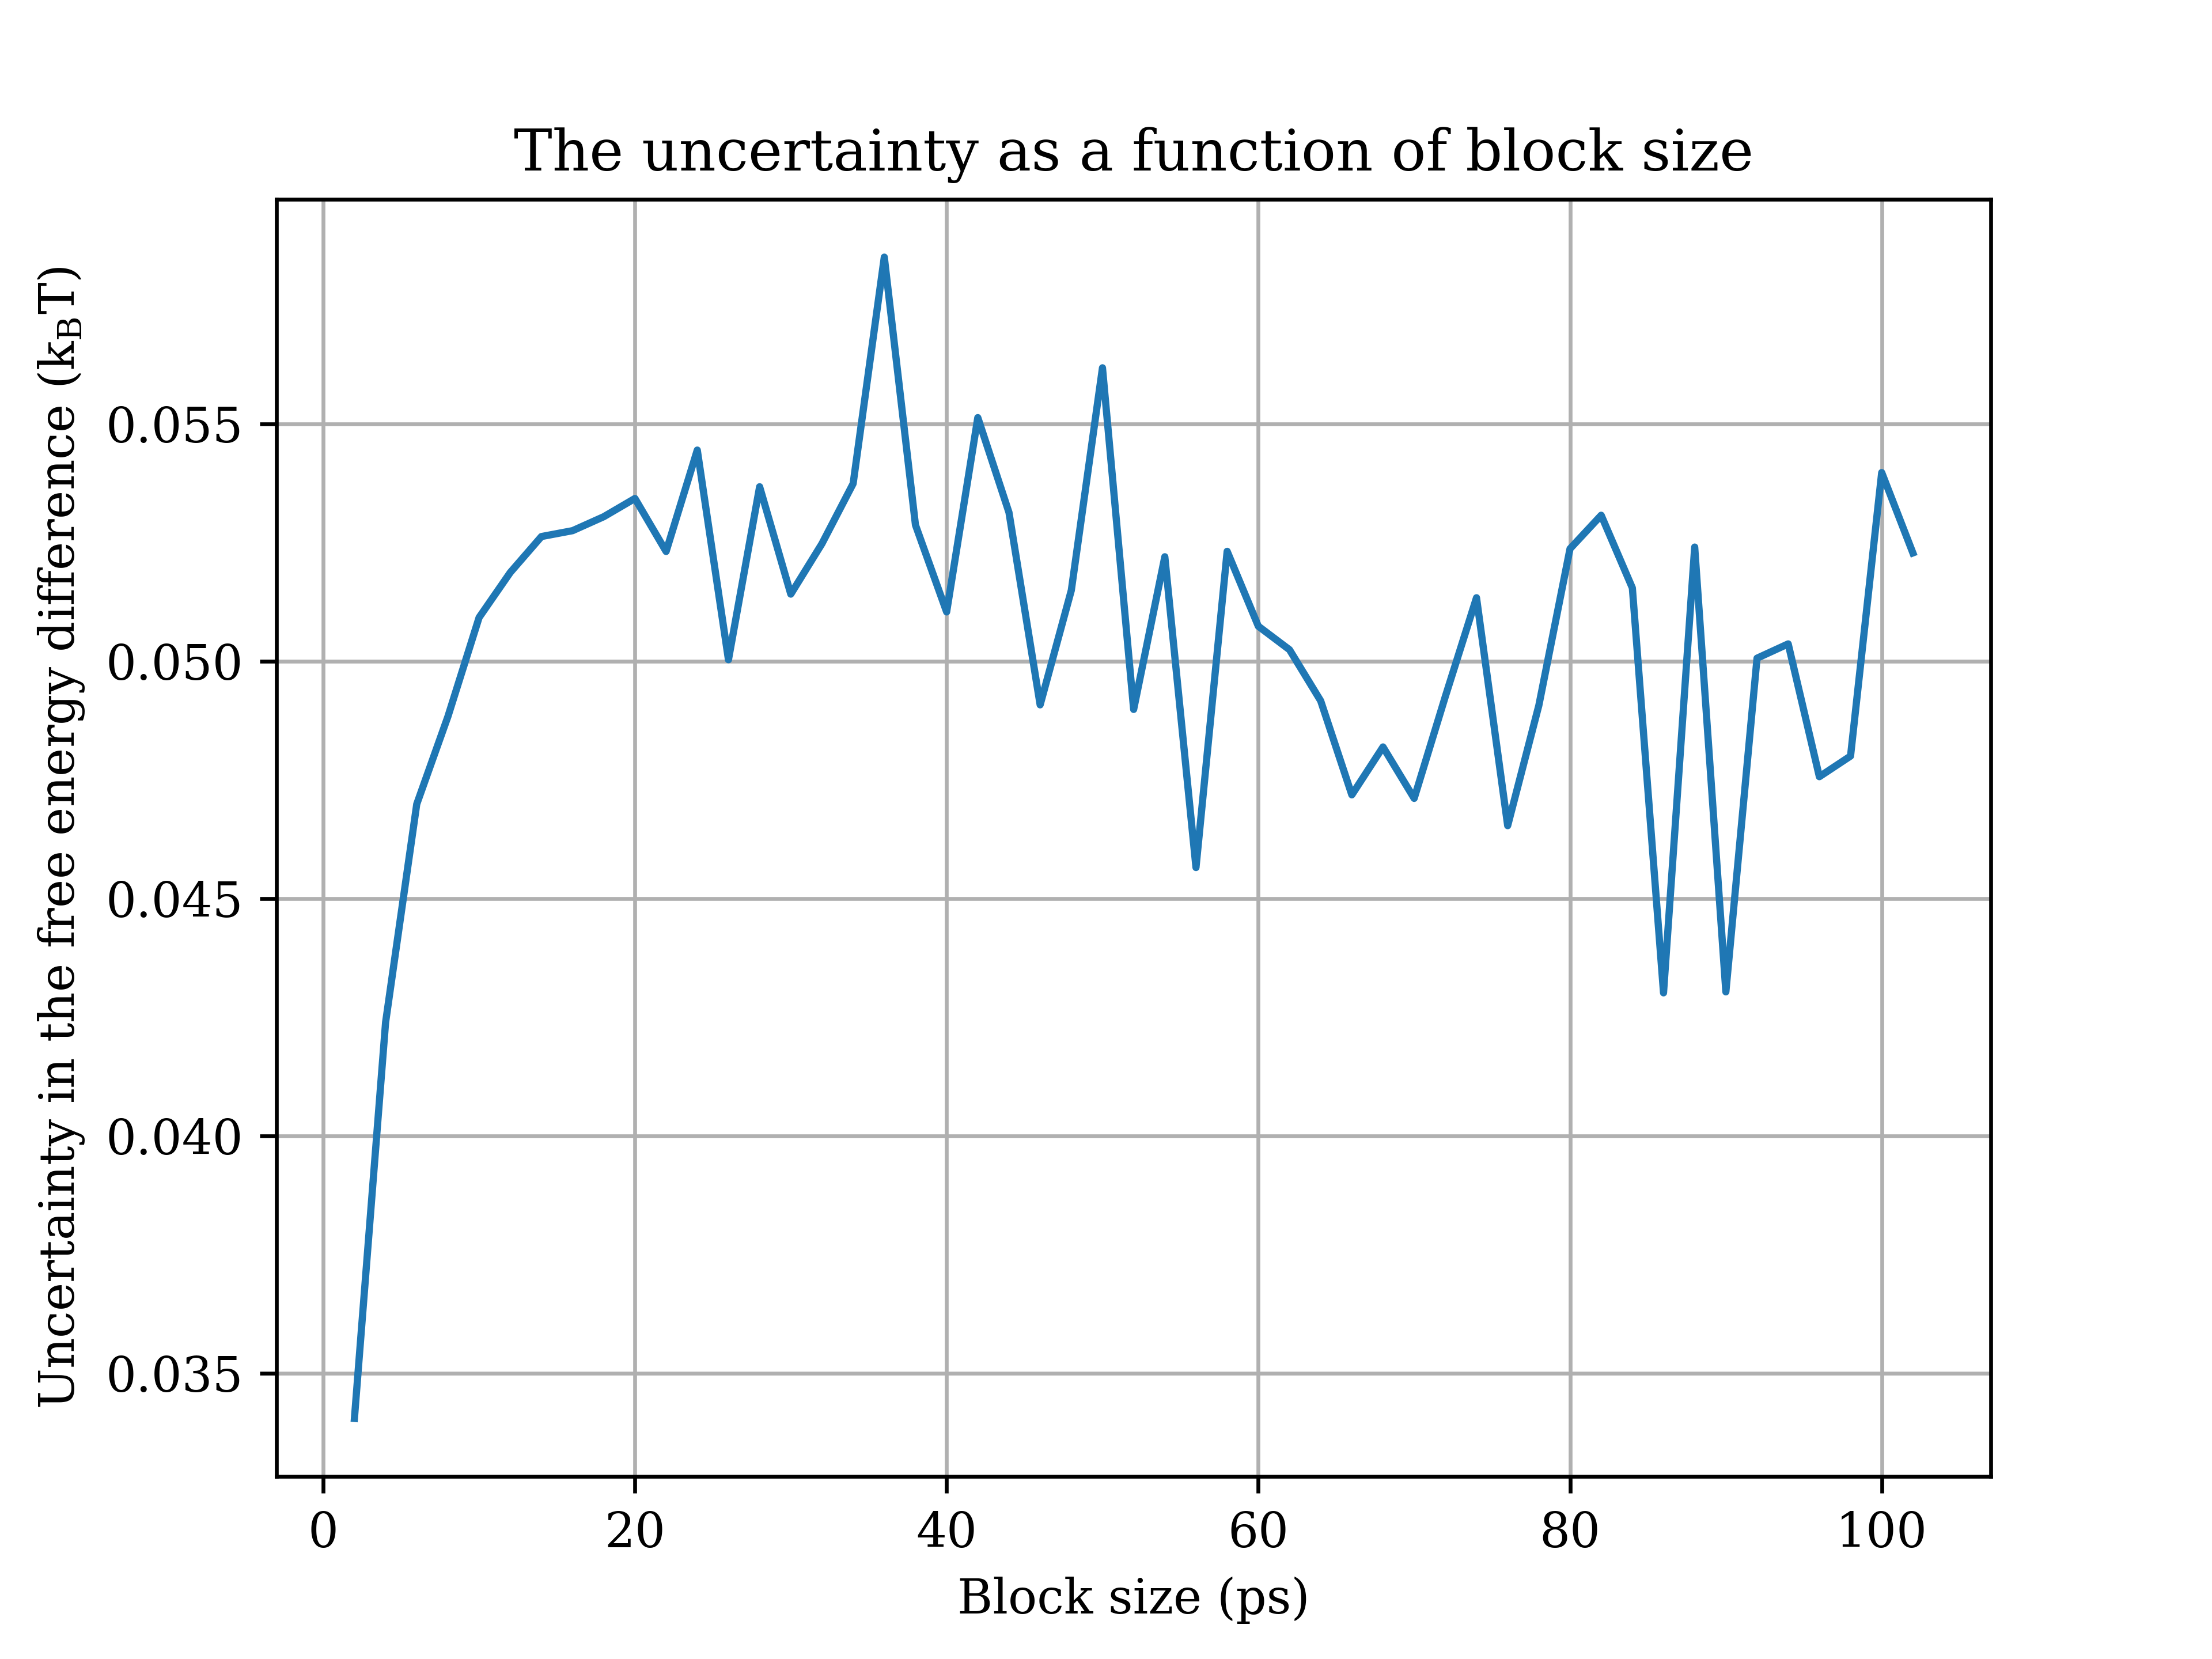 The uncertainty as a function of block size
Uncertainty in the free energy difference (k_BT)
0.055
0.050
0.045
0.040
0.035
0 20 40 60 80 100
Block size (ps)